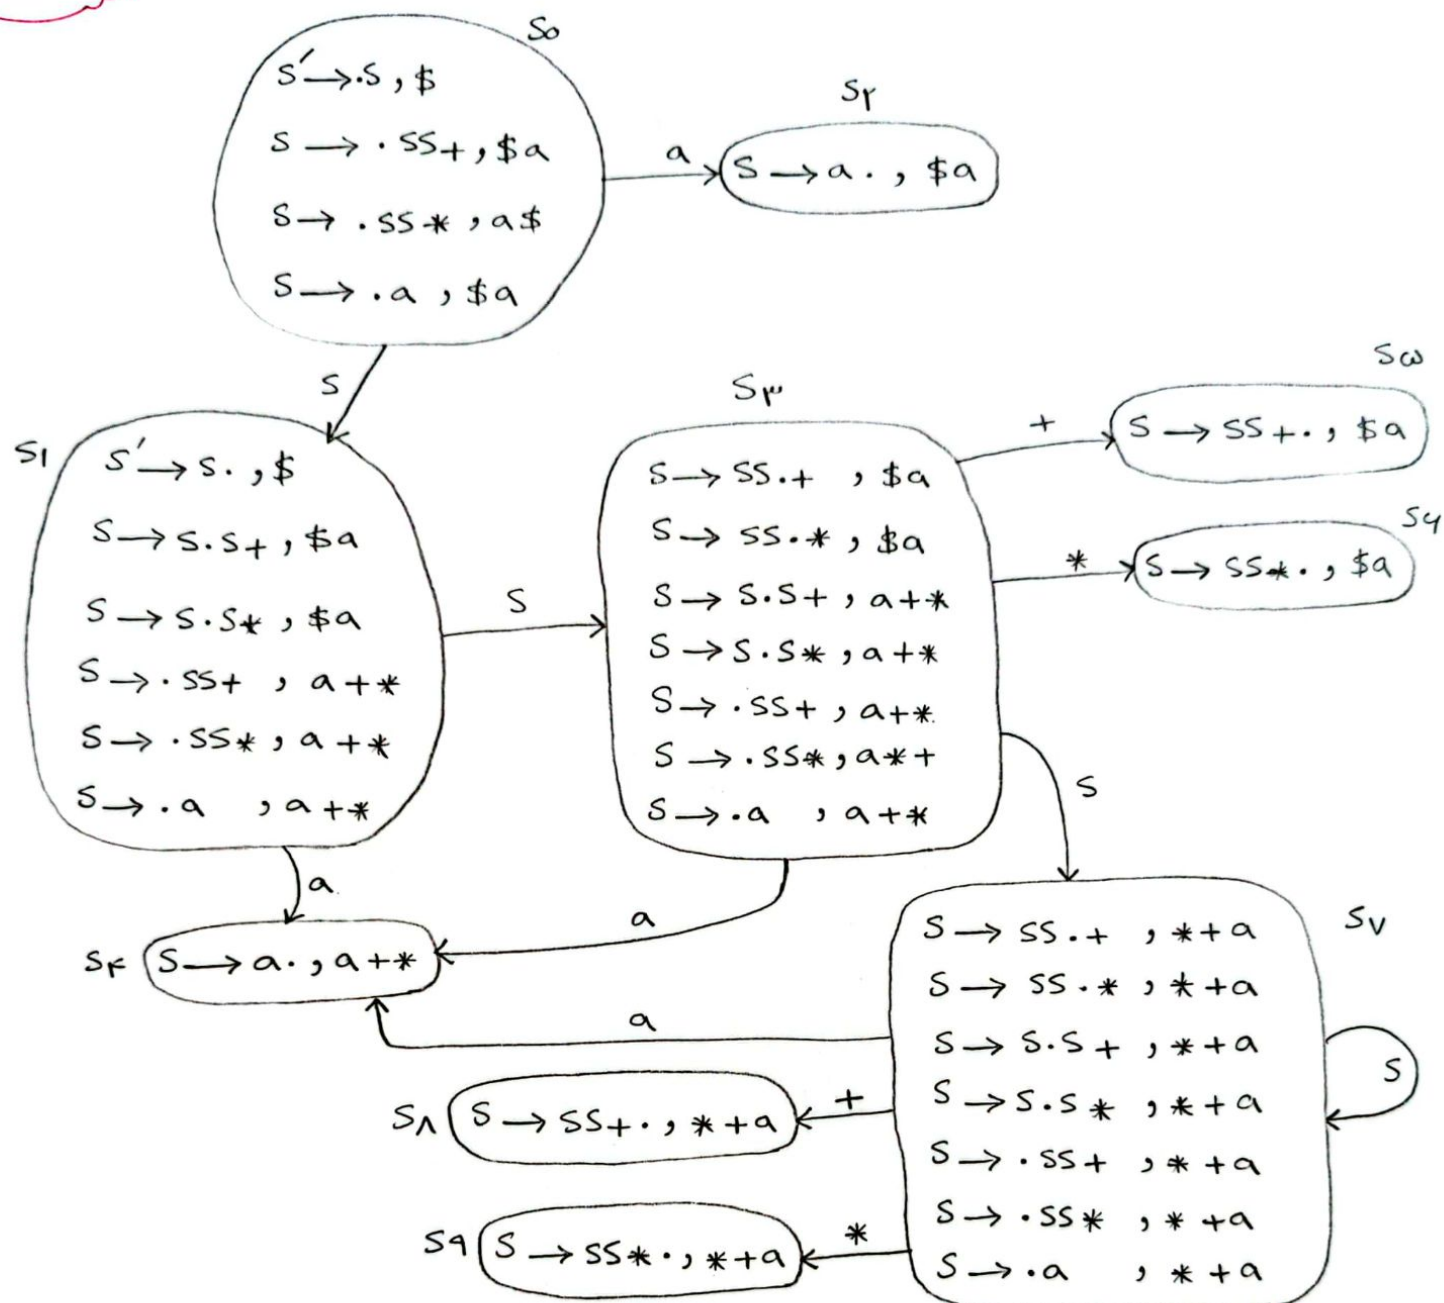 S₀
S'→.S , $
S → . SS+ , $a
S → . SS* , a$
S → . a , $a
a
S۲
S → a . , $a
S
S۱
S' → S. , $
S → S.S+ , $a
S → S.S* , $a
S → . SS+ , a+*
S → . SS* , a+*
S → . a , a+*
S
S۳
S → SS.+ , $a
S → SS.* , $a
S → S.S+ , a+*
S → S.S* , a+*
S → .SS+ , a+*
S → .SS* , a*+
S → .a , a+*
+
S۵
S → SS+. , $a
*
S۶
S → SS*. , $a
S
a
a
S۴
S → a. , a+*
a
S۷
S → SS.+ , *+a
S → SS.* , *+a
S → S.S+ , *+a
S → S.S* , *+a
S → .SS+ , *+a
S → .SS* , *+a
S → .a , *+a
S
+
S۸
S → SS+. , *+a
*
S۹
S → SS*. , *+a